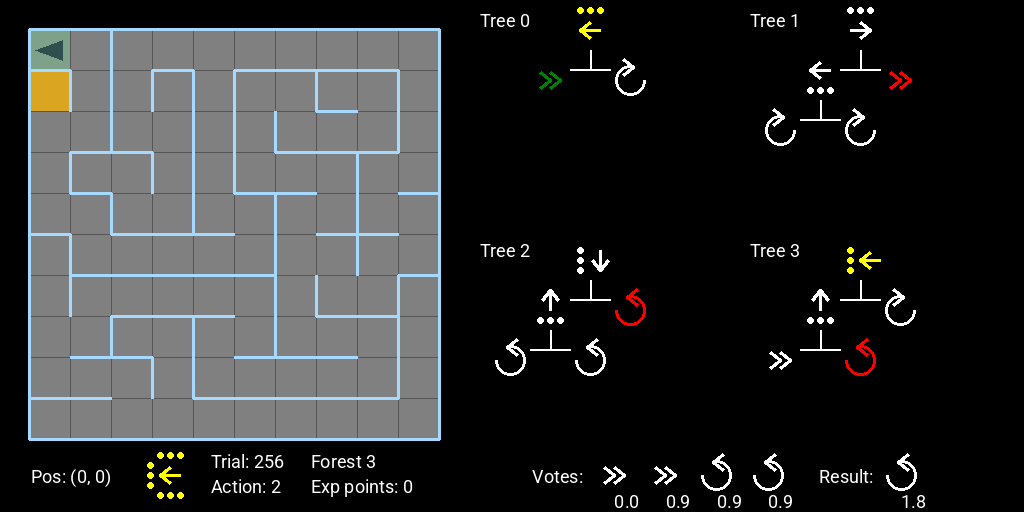 Tree 0
Tree 1
Tree 2
Tree 3
Pos: (0, 0)
Trial: 256
Forest 3
Action: 2
Exp points: 0
Votes:
Result:
0.0
0.9
0.9
0.9
1.8